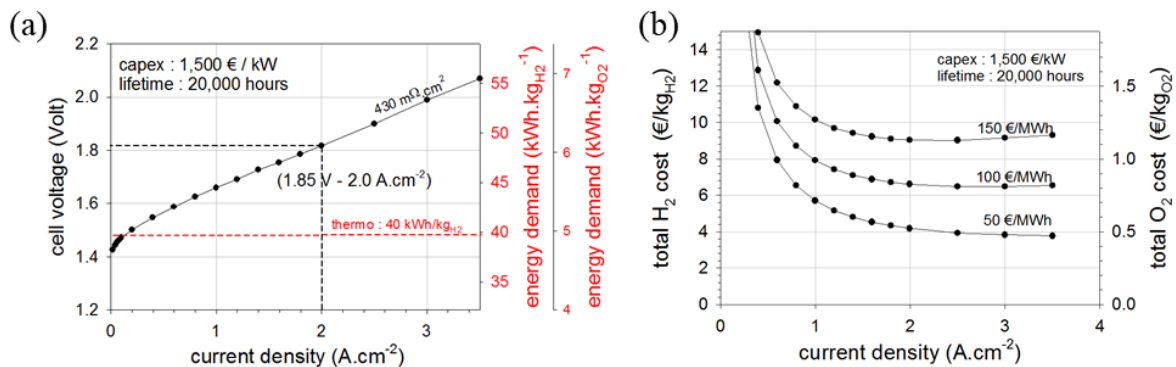 (a)
2.2
2.0
1.8
1.6
1.4
1.2
cell voltage (Volt)
capex : 1,500 € / kW
lifetime : 20,000 hours
430 mΩ.cm²
(1.85 V - 2.0 A.cm⁻²)
thermo : 40 kWh/kg_H2
0
1
2
3
current density (A.cm⁻²)
55
50
45
40
35
energy demand (kWh.kg_H2⁻¹)
7
6
5
4
energy demand (kWh.kg_O2⁻¹)
(b)
14
12
10
8
6
4
2
0
total H₂ cost (€/kg_H2)
capex : 1,500 €/kW
lifetime : 20,000 hours
150 €/MWh
100 €/MWh
50 €/MWh
0
1
2
3
4
current density (A.cm⁻²)
1.5
1.0
0.5
0.0
total O₂ cost (€/kg_O2)